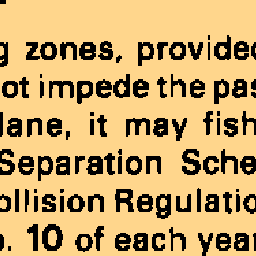 g zones, provided
ot impede the pas
lane, it may fish
Separation Sche
ollision Regulatio
o. 10 of each year